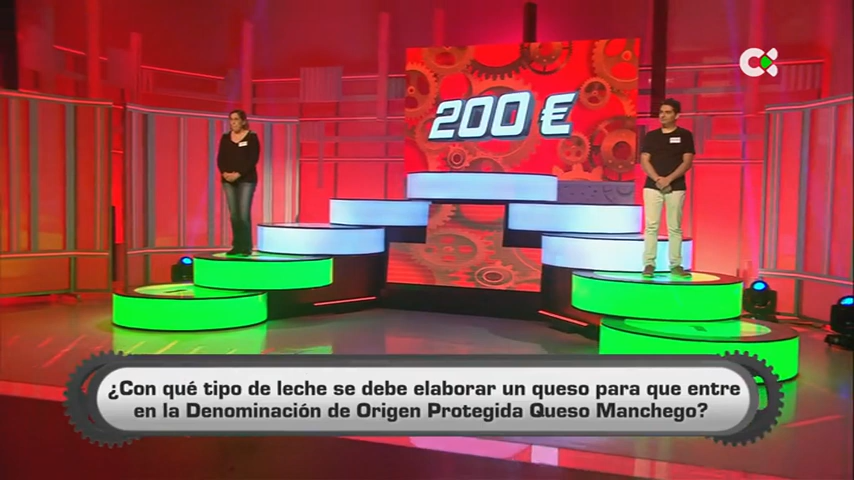 200 €
¿Con qué tipo de leche se debe elaborar un queso para que entre
en la Denominación de Origen Protegida Queso Manchego?